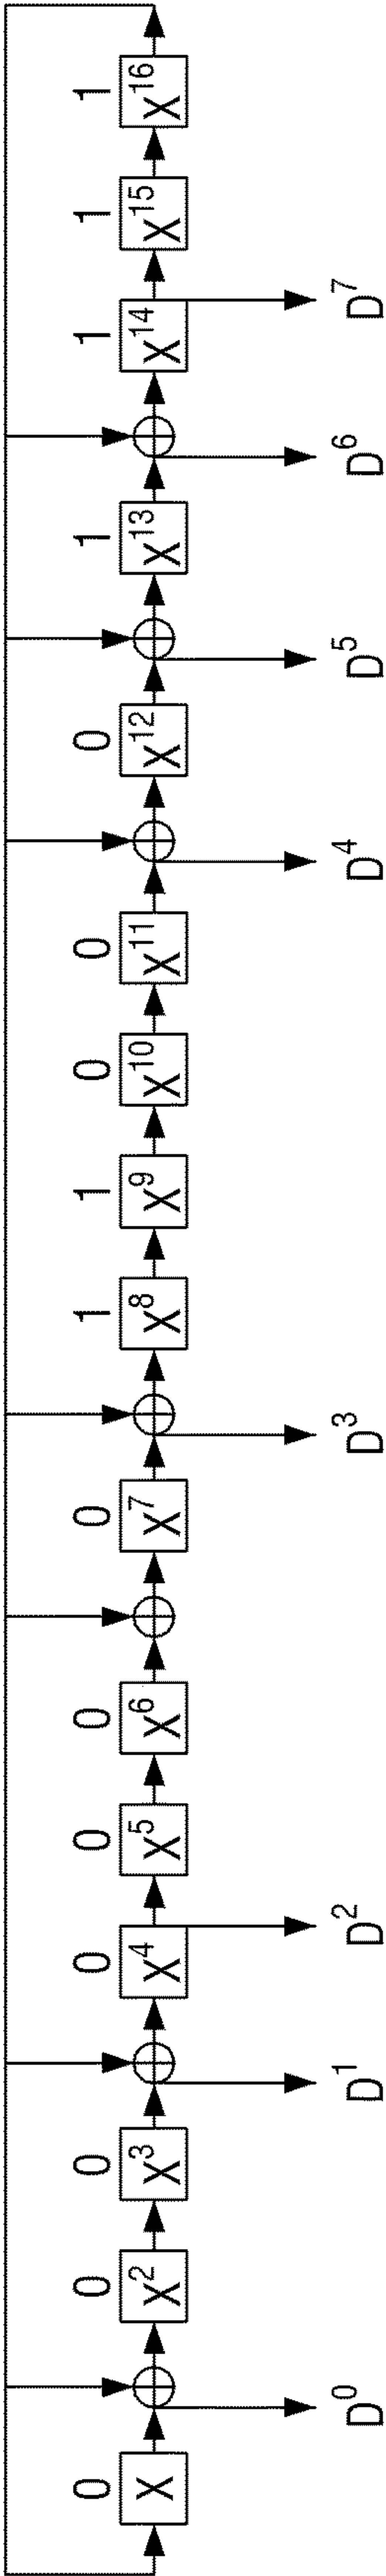 0 0 0 0 0 0 0 1 1 0 0 0 1 1 1 1
X X² X³ X⁴ X⁵ X⁶ X⁷ X⁸ X⁹ X¹⁰ X¹¹ X¹² X¹³ X¹⁴ X¹⁵ X¹⁶
D⁰ D¹ D² D³ D⁴ D⁵ D⁶ D⁷